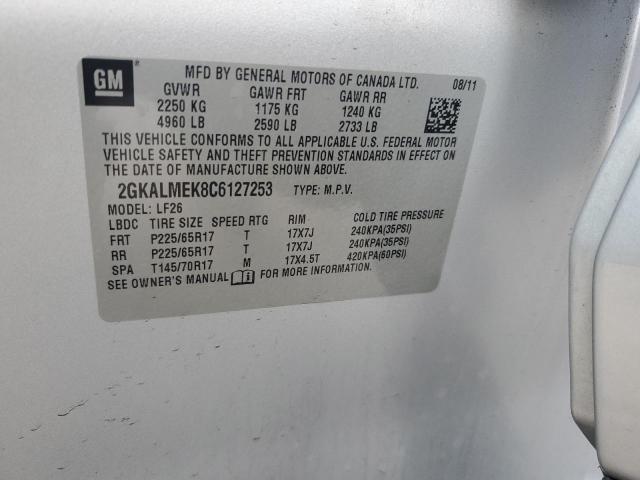 GM
MFD BY GENERAL MOTORS OF CANADA LTD. 08/11
GVWR GAWR FRT GAWR RR
2250 KG 1175 KG 1240 KG
4960 LB 2590 LB 2733 LB
THIS VEHICLE CONFORMS TO ALL APPLICABLE U.S. FEDERAL MOTOR
VEHICLE SAFETY AND THEFT PREVENTION STANDARDS IN EFFECT ON
THE DATE OF MANUFACTURE SHOWN ABOVE.
2GKALMEK8C6127253 TYPE: M.P.V.
MODEL: LF26
LBDC TIRE SIZE SPEED RTG RIM COLD TIRE PRESSURE
FRT P225/65R17 T 17X7J 240KPA(35PSI)
RR P225/65R17 T 17X7J 240KPA(35PSI)
SPA T145/70R17 M 17X4.5T 420KPA(60PSI)
SEE OWNER'S MANUAL FOR MORE INFORMATION.